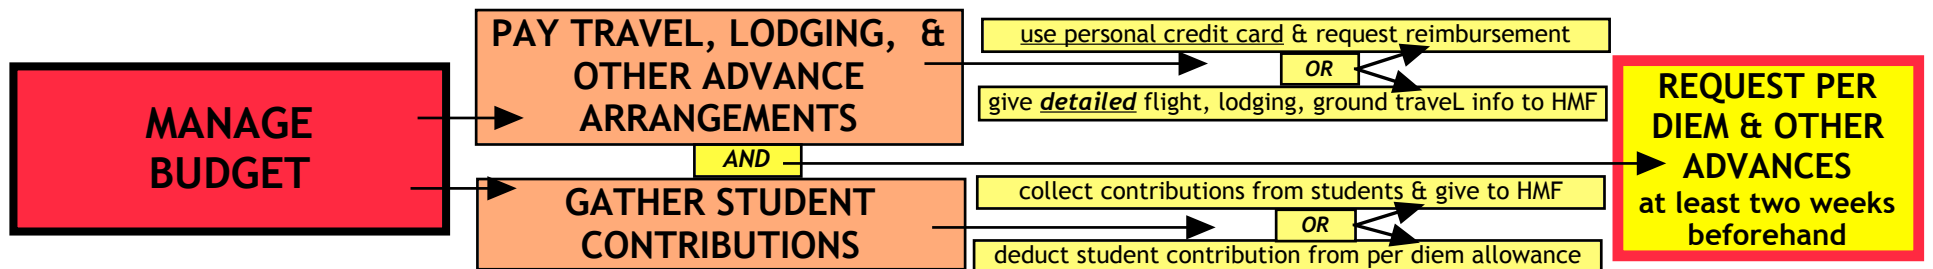 MANAGE
BUDGET
PAY TRAVEL, LODGING, &
OTHER ADVANCE
ARRANGEMENTS
AND
GATHER STUDENT
CONTRIBUTIONS
use personal credit card & request reimbursement
OR
give detailed flight, lodging, ground traveL info to HMF
collect contributions from students & give to HMF
OR
deduct student contribution from per diem allowance
REQUEST PER
DIEM & OTHER
ADVANCES
at least two weeks
beforehand